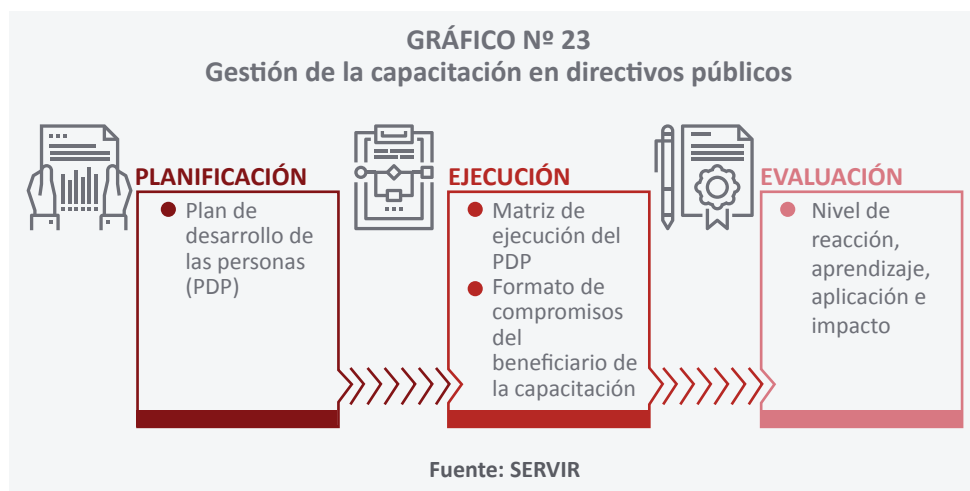 GRÁFICO Nº 23
Gestión de la capacitación en directivos públicos
PLANIFICACIÓN
Plan de
desarrollo de
las personas
(PDP)
EJECUCIÓN
Matriz de
ejecución del
PDP
Formato de
compromisos
del
beneficiario de
la capacitación
EVALUACIÓN
Nivel de
reacción,
aprendizaje,
aplicación e
impacto
Fuente: SERVIR